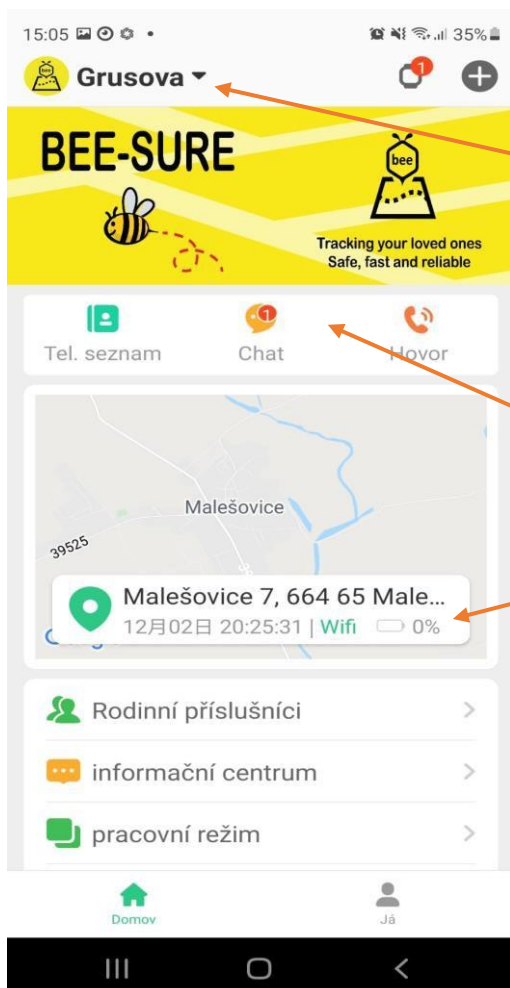 15:05 35%
Grusova
1
BEE-SURE
bee
Tracking your loved ones
Safe, fast and reliable
1
Tel. seznam Chat Hovor
Malešovice
39525
Malešovice 7, 664 65 Male...
12月02日 20:25:31 | Wifi 0%
Rodinní příslušníci
informační centrum
pracovní režim
Domov Já